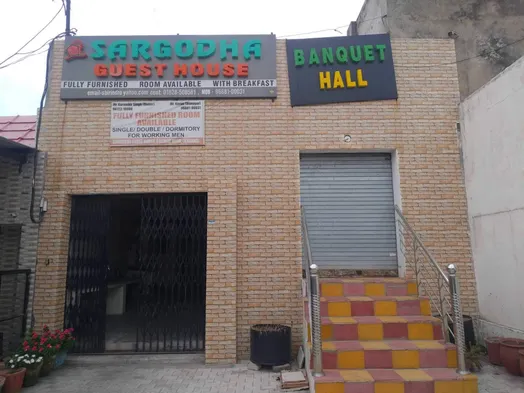 SARGODHA
GUEST HOUSE
FULLY FURNISHED ROOM AVAILABLE WITH BREAKFAST
BANQUET
HALL
FULLY FURNISHED ROOM
AVAILABLE
SINGLE / DOUBLE / DORMITORY
FOR WORKING MEN